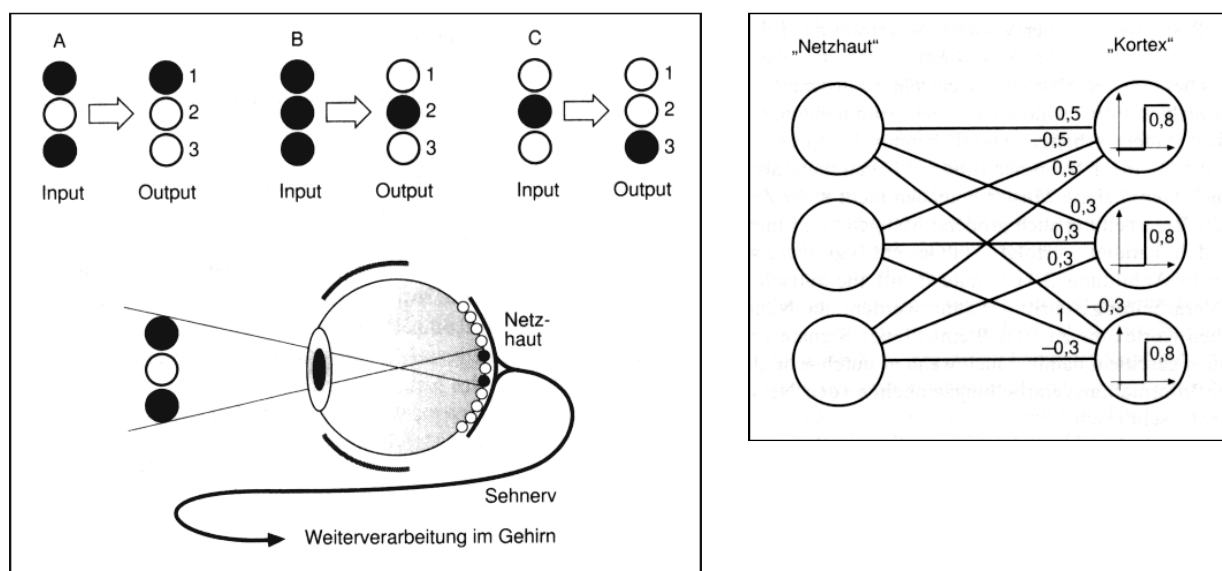 A
B
C
1
2
3
1
2
3
1
2
3
Input
Output
Input
Output
Input
Output
Netz-
haut
Sehnerv
Weiterverarbeitung im Gehirn
„Netzhaut“
„Kortex“
0,5
–0,5
0,5
0,8
0,3
0,3
0,3
0,8
–0,3
1
–0,3
0,8